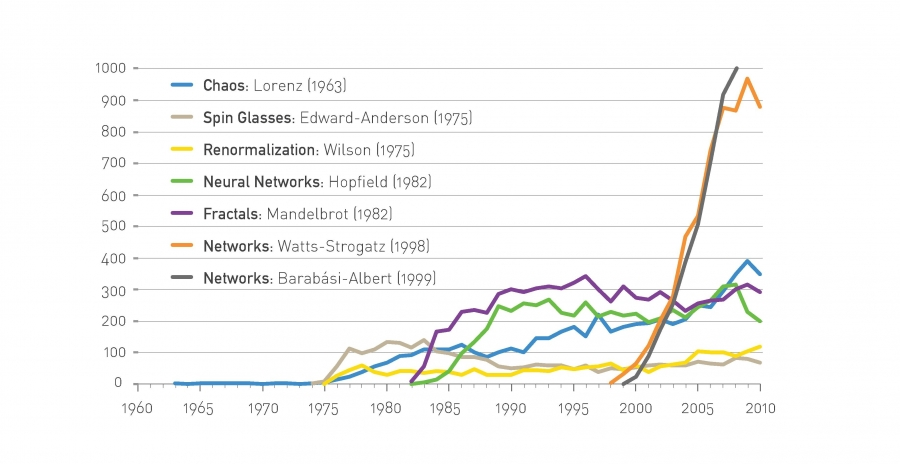 1000
900
800
700
600
500
400
300
200
100
0
Chaos: Lorenz (1963)
Spin Glasses: Edward-Anderson (1975)
Renormalization: Wilson (1975)
Neural Networks: Hopfield (1982)
Fractals: Mandelbrot (1982)
Networks: Watts-Strogatz (1998)
Networks: Barabási-Albert (1999)
1960 1965 1970 1975 1980 1985 1990 1995 2000 2005 2010